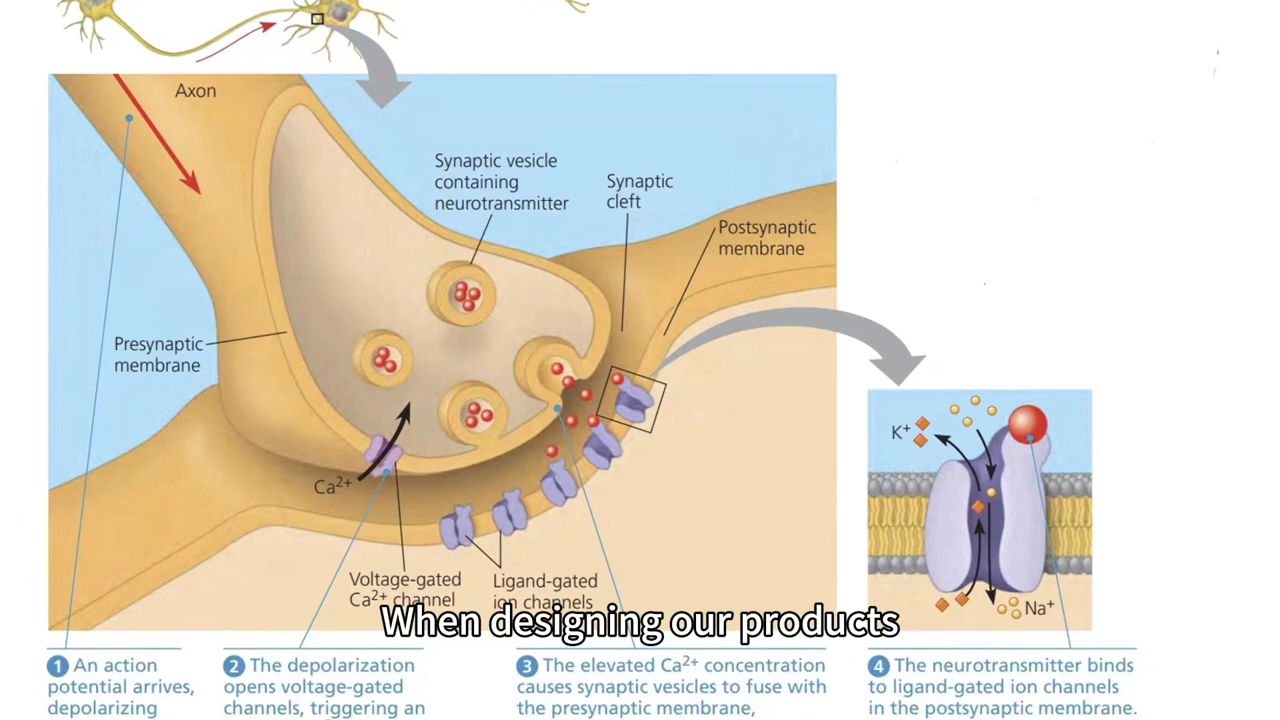 Axon
Synaptic vesicle
containing
neurotransmitter
Synaptic
cleft
Postsynaptic
membrane
Presynaptic
membrane
Ca2+
K+
Na+
Voltage-gated
Ca2+ channel
Ligand-gated
ion channels
When designing our products
1 An action
potential arrives,
depolarizing
2 The depolarization
opens voltage-gated
channels, triggering an
3 The elevated Ca2+ concentration
causes synaptic vesicles to fuse with
the presynaptic membrane,
4 The neurotransmitter binds
to ligand-gated ion channels
in the postsynaptic membrane.